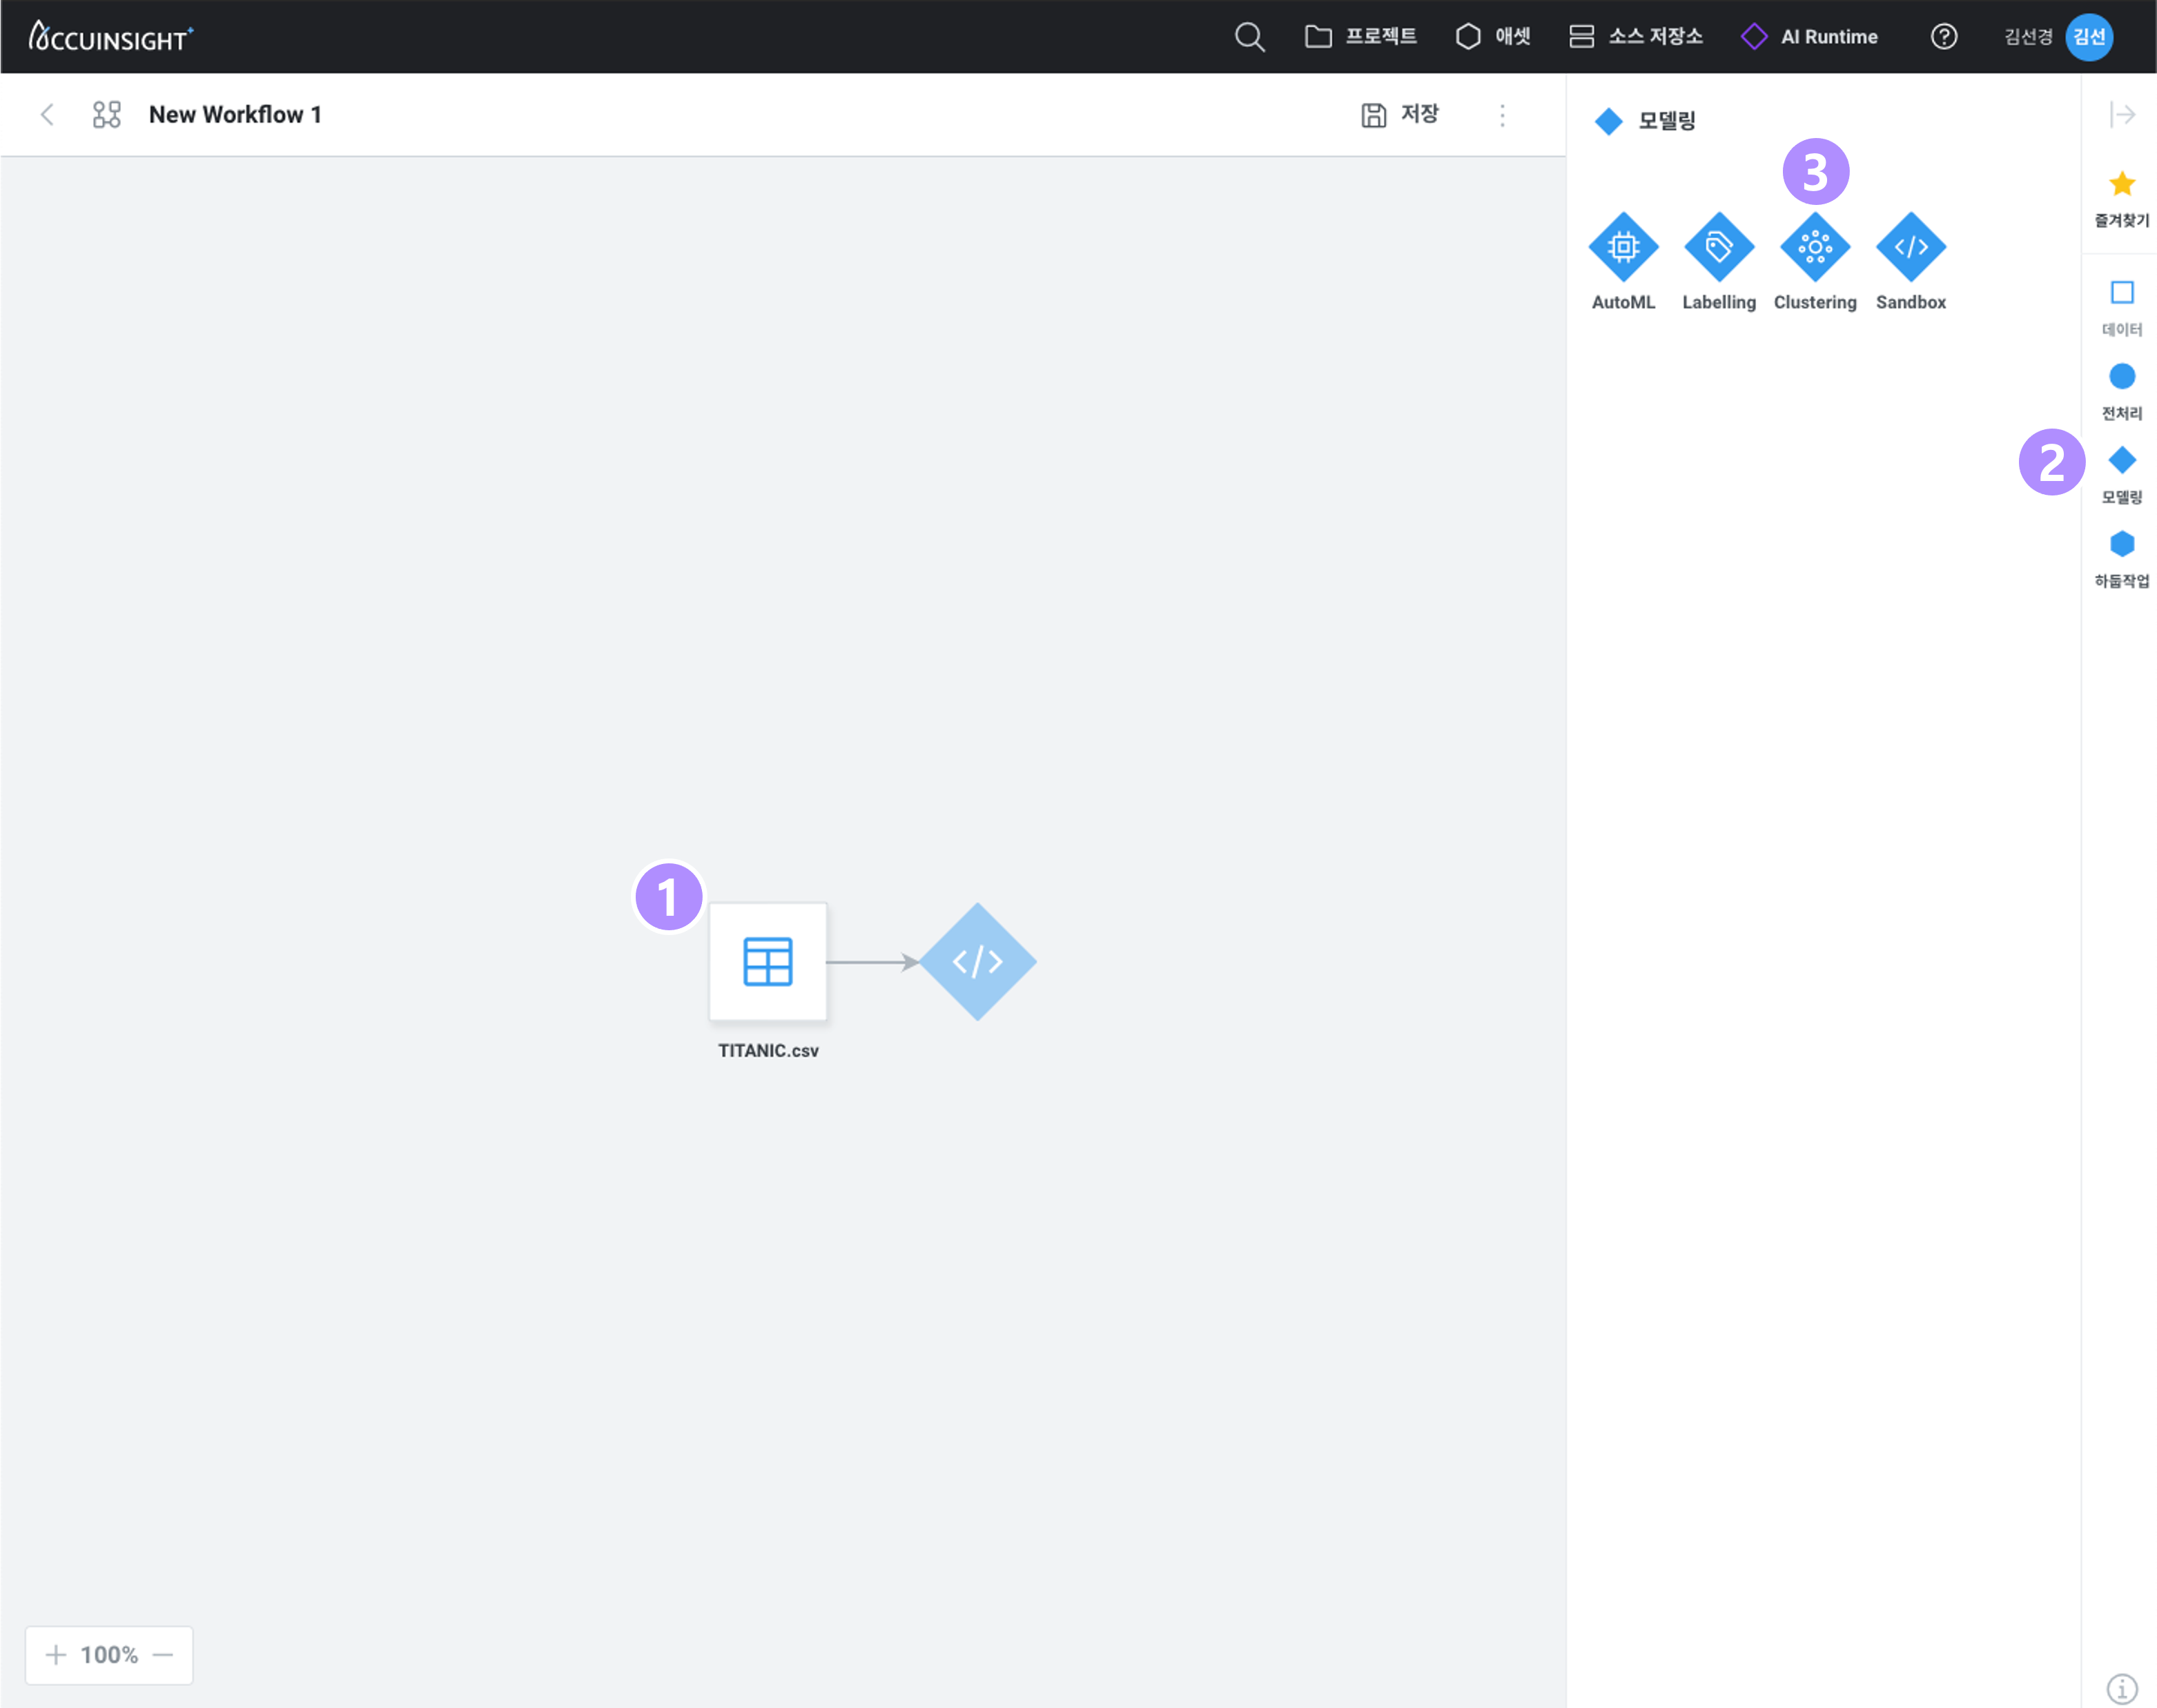 ACCUINSIGHT+
프로젝트
애셋
소스 저장소
AI Runtime
?
김선경
김선
New Workflow 1
저장
모델링
3
AutoML
Labelling
Clustering
Sandbox
즐겨찾기
데이터
전처리
2
모델링
하둡작업
1
</>
TITANIC.csv
+ 100% —